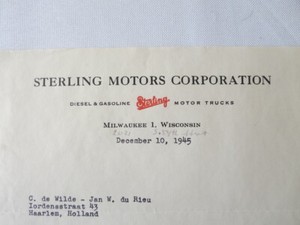 STERLING MOTORS CORPORATION
DIESEL & GASOLINE Sterling MOTOR TRUCKS
MILWAUKEE 1, WISCONSIN
December 10, 1945
C. de Wilde - Jan W. du Rieu
Iordensstraat 43
Haarlem, Holland